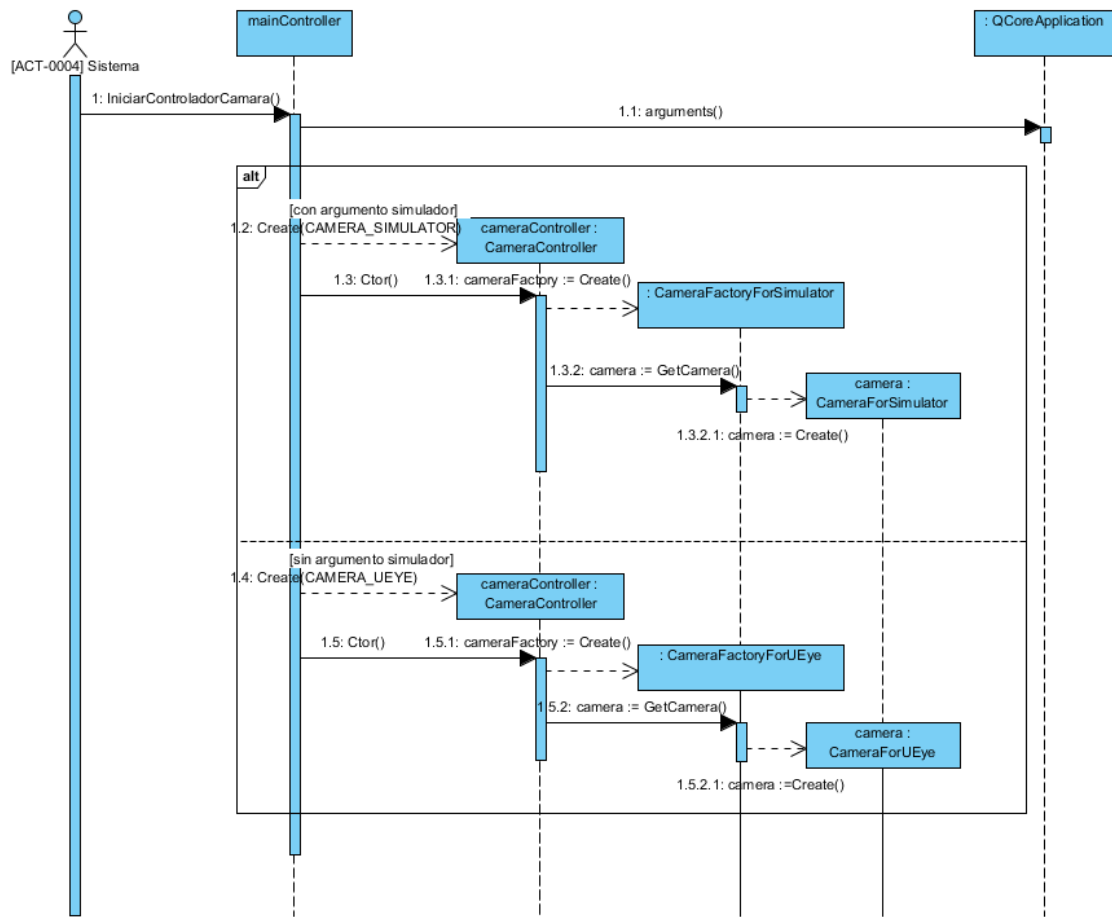 mainController
: QCoreApplication
[ACT-0004] Sistema
1: IniciarControladorCamara()
1.1: arguments()
alt
[con argumento simulador]
1.2: Create(CAMERA_SIMULATOR)
cameraController :
CameraController
1.3: Ctor()
1.3.1: cameraFactory := Create()
: CameraFactoryForSimulator
1.3.2: camera := GetCamera()
camera :
CameraForSimulator
1.3.2.1: camera := Create()
[sin argumento simulador]
1.4: Create(CAMERA_UEYE)
cameraController :
CameraController
1.5: Ctor()
1.5.1: cameraFactory := Create()
: CameraFactoryForUEye
1.5.2: camera := GetCamera()
camera :
CameraForUEye
1.5.2.1: camera :=Create()